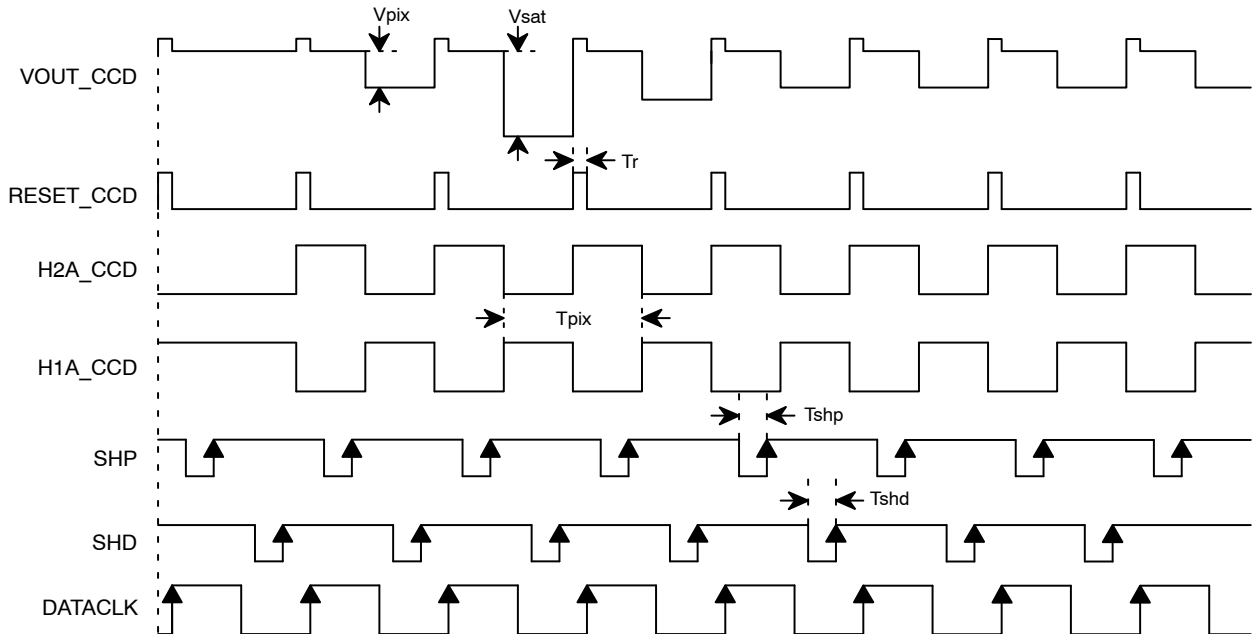 Vpix
Vsat
VOUT_CCD
Tr
RESET_CCD
H2A_CCD
Tpix
H1A_CCD
Tshp
SHP
Tshd
SHD
DATACLK